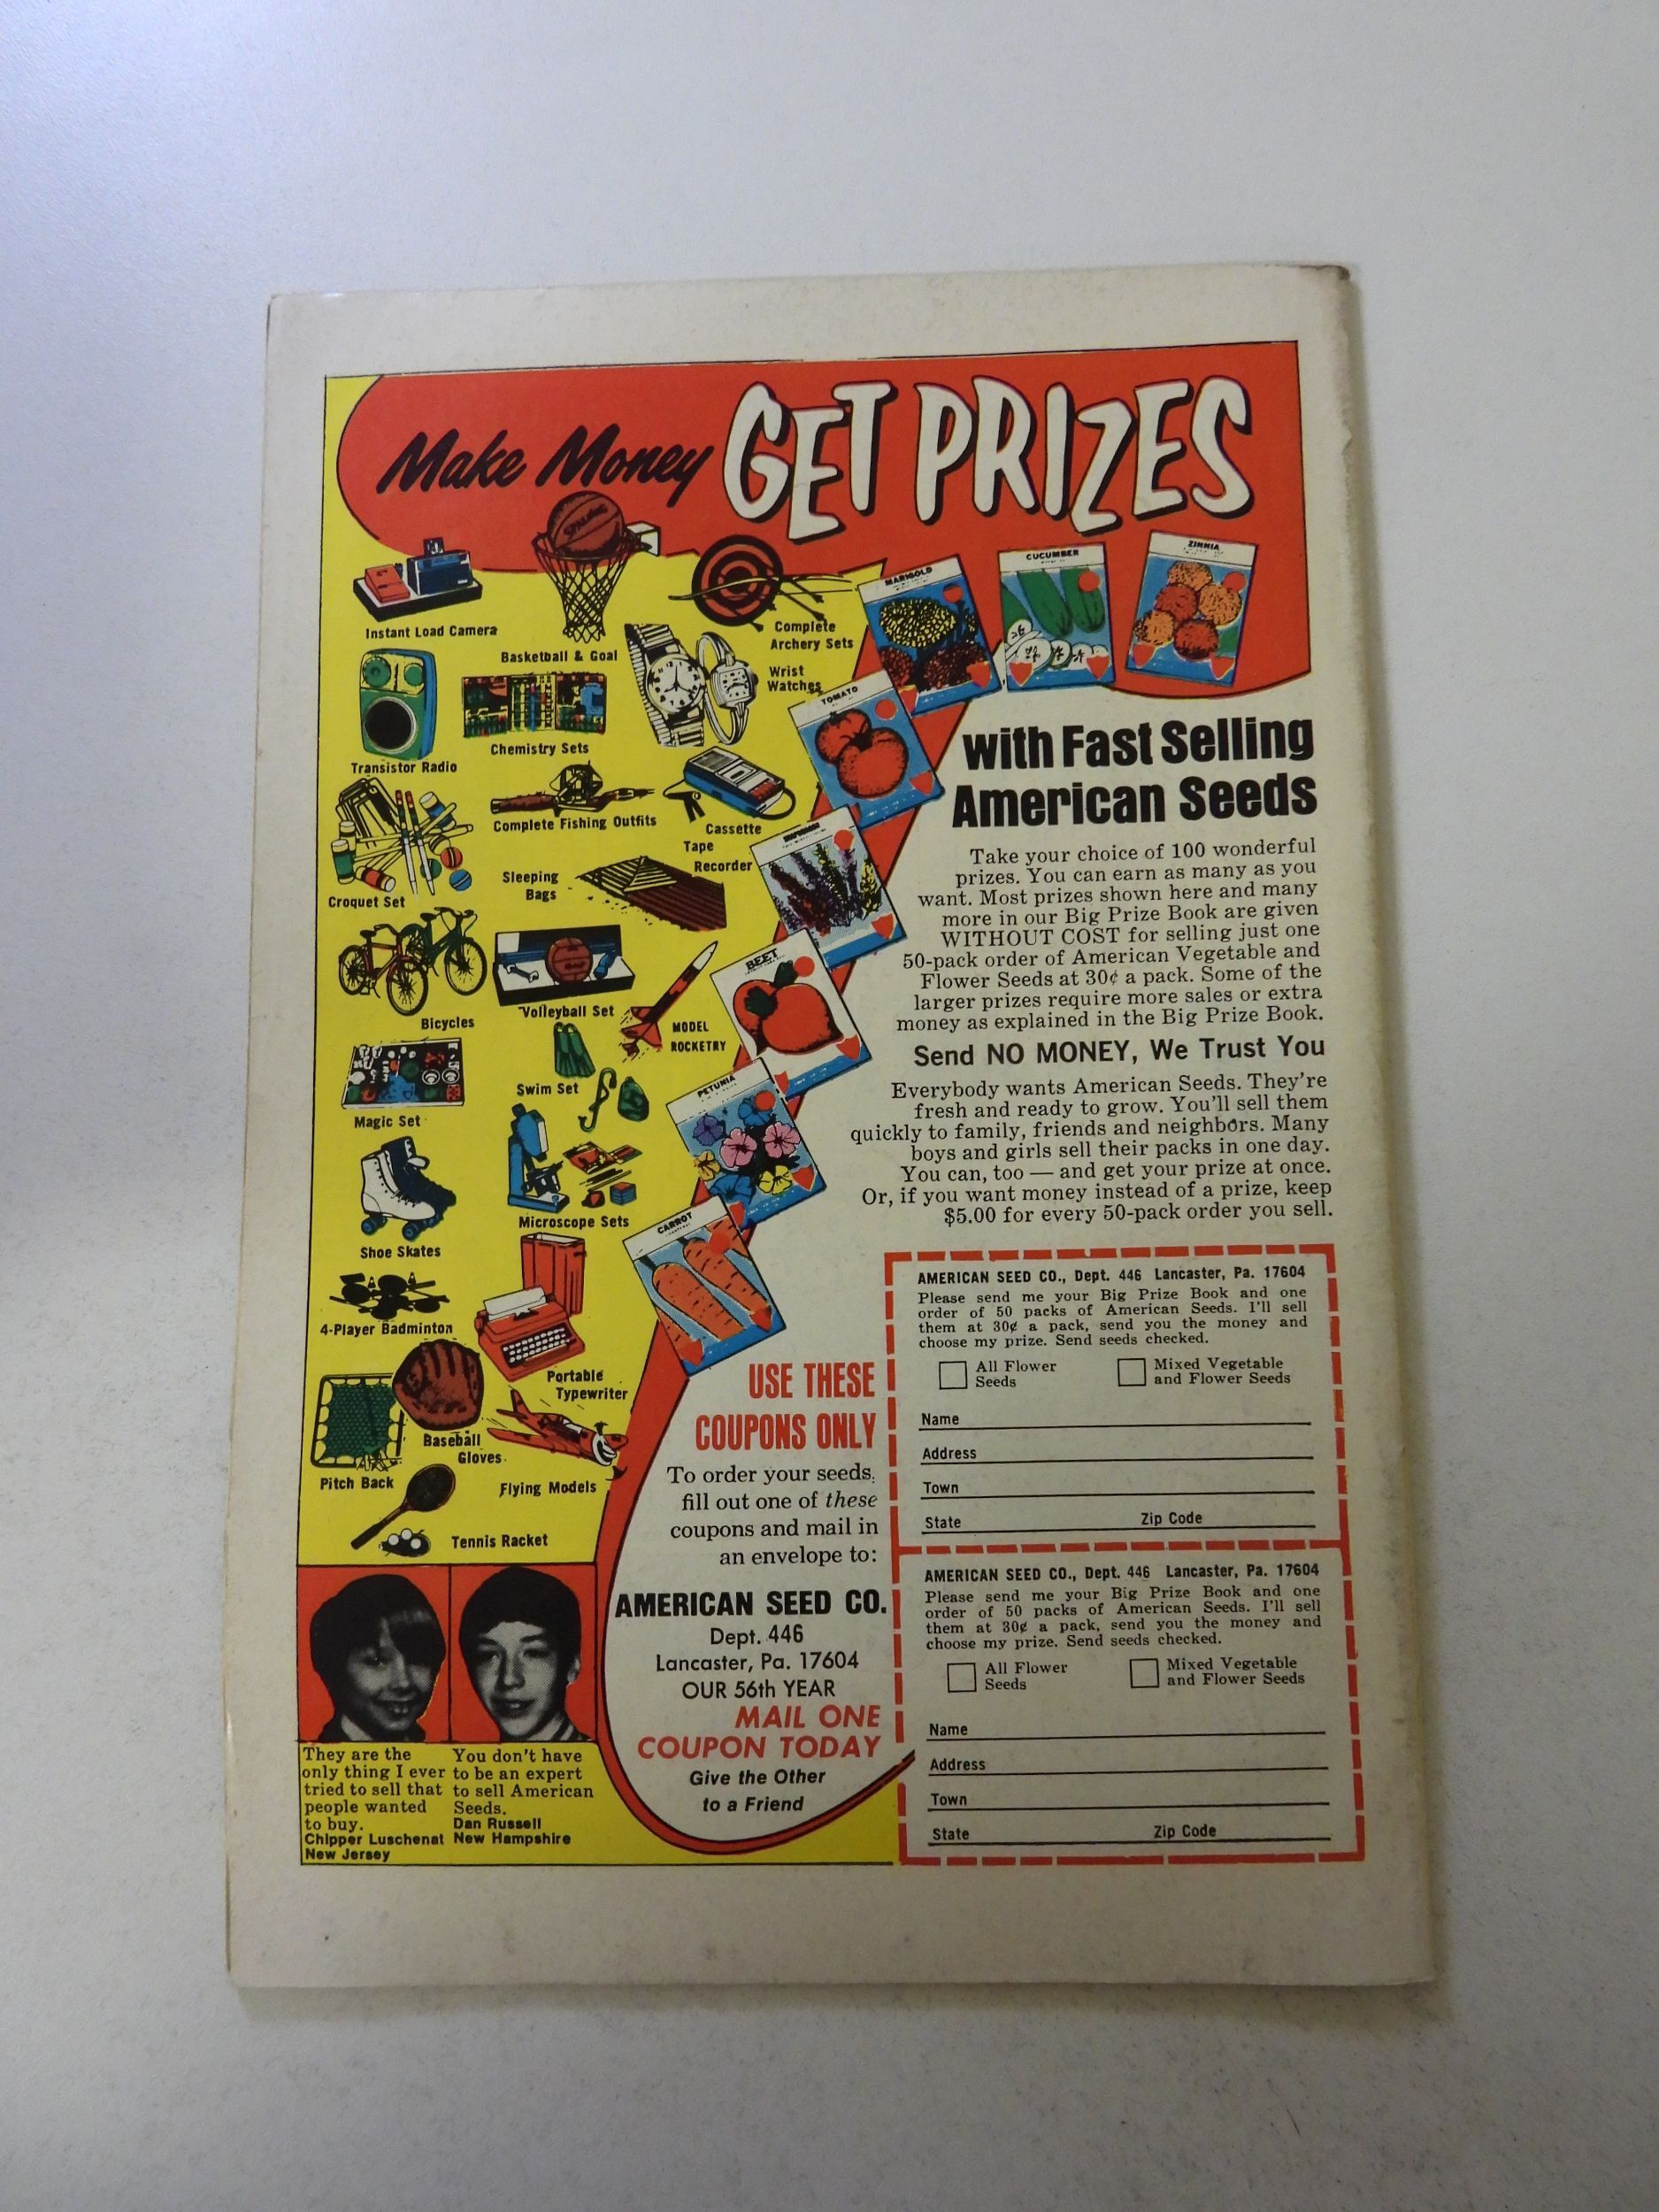 Make Money GET PRIZES
SPALDING
Instant Load Camera
Basketball & Goal
Complete
Archery Sets
Wrist
Watches
Transistor Radio
Chemistry Sets
Complete Fishing Outfits
Cassette
Tape
Recorder
Croquet Set
Sleeping
Bags
Bicycles
Volleyball Set
MODEL
ROCKETRY
Swim Set
Magic Set
Microscope Sets
Shoe Skates
4-Player Badminton
Portable
Typewriter
Baseball
Gloves
Pitch Back
Flying Models
Tennis Racket
MARIGOLD
CUCUMBER
ZINNIA
TOMATO
BEET
PETUNIA
CARROT
with Fast Selling
American Seeds
Take your choice of 100 wonderful
prizes. You can earn as many as you
want. Most prizes shown here and many
more in our Big Prize Book are given
WITHOUT COST for selling just one
50-pack order of American Vegetable and
Flower Seeds at 30¢ a pack. Some of the
larger prizes require more sales or extra
money as explained in the Big Prize Book.
Send NO MONEY, We Trust You
Everybody wants American Seeds. They're
fresh and ready to grow. You'll sell them
quickly to family, friends and neighbors. Many
boys and girls sell their packs in one day.
You can, too — and get your prize at once.
Or, if you want money instead of a prize, keep
$5.00 for every 50-pack order you sell.
USE THESE
COUPONS ONLY
To order your seeds,
fill out one of these
coupons and mail in
an envelope to:
AMERICAN SEED CO.
Dept. 446
Lancaster, Pa. 17604
OUR 56th YEAR
MAIL ONE
COUPON TODAY
Give the Other
to a Friend
They are the
only thing I ever
tried to sell that
people wanted
to buy.
Chipper Luschenat
New Jersey
You don't have
to be an expert
to sell American
Seeds.
Dan Russell
New Hampshire
AMERICAN SEED CO., Dept. 446 Lancaster, Pa. 17604
Please send me your Big Prize Book and one
order of 50 packs of American Seeds. I'll sell
them at 30¢ a pack, send you the money and
choose my prize. Send seeds checked.
All Flower
Seeds
Mixed Vegetable
and Flower Seeds
Name
Address
Town
State Zip Code
AMERICAN SEED CO., Dept. 446 Lancaster, Pa. 17604
Please send me your Big Prize Book and one
order of 50 packs of American Seeds. I'll sell
them at 30¢ a pack, send you the money and
choose my prize. Send seeds checked.
All Flower
Seeds
Mixed Vegetable
and Flower Seeds
Name
Address
Town
State Zip Code